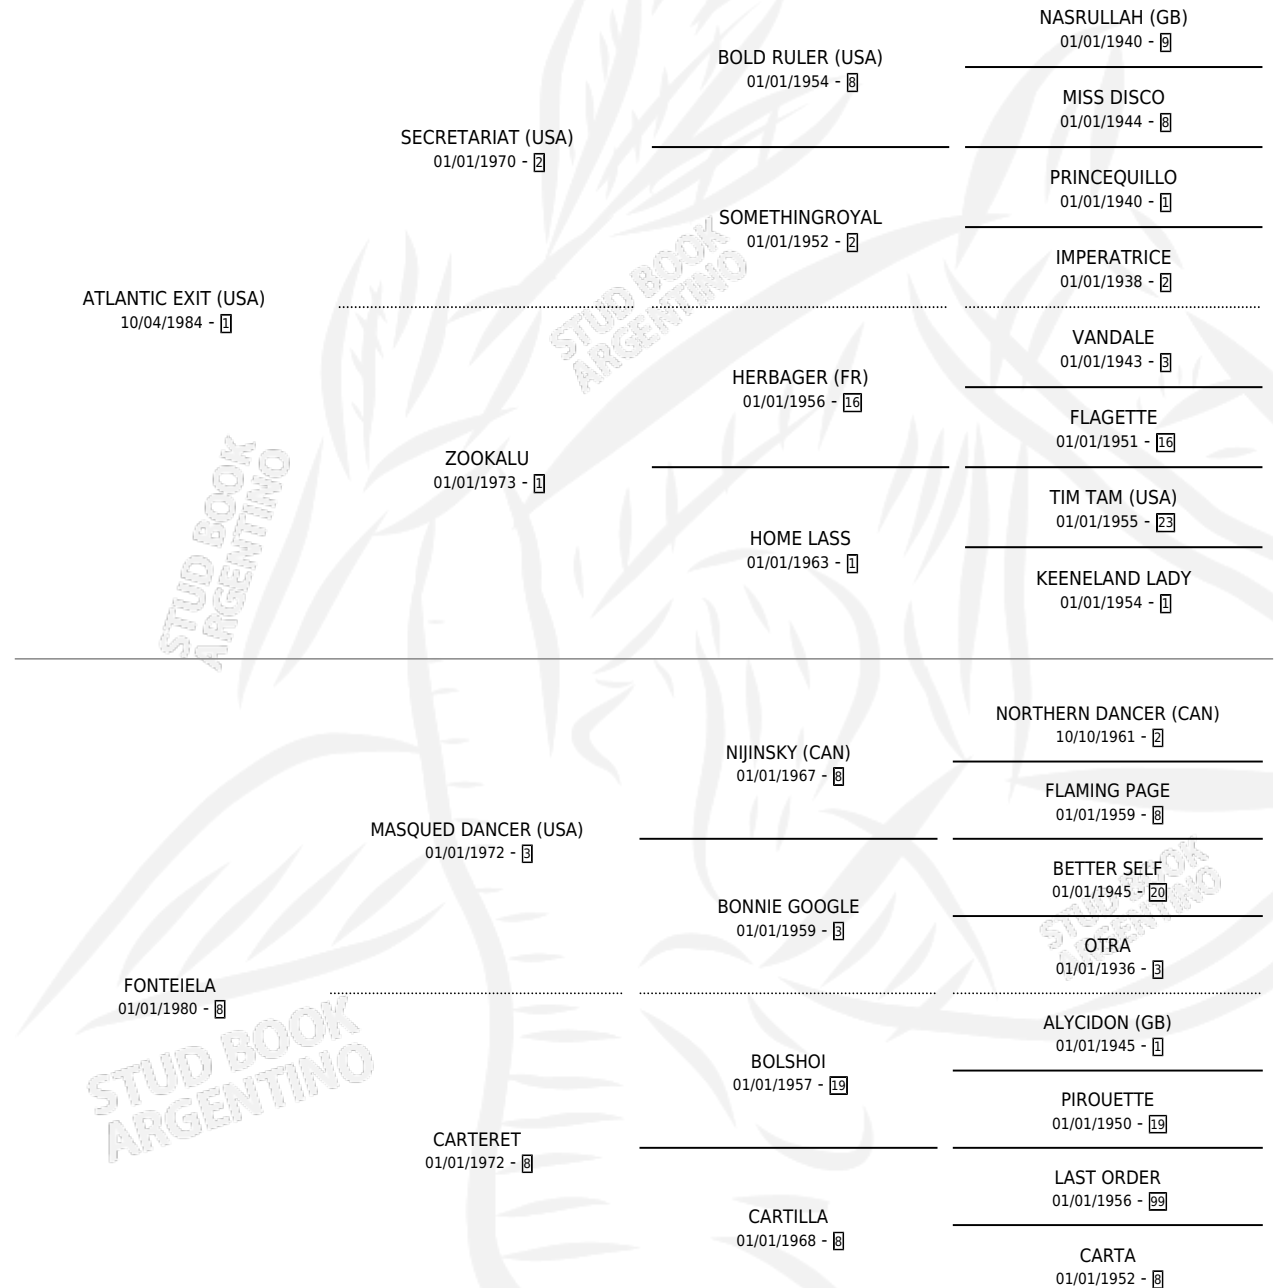 NASRULLAH (GB)
01/01/1940 - 9
BOLD RULER (USA)
01/01/1954 - 8
MISS DISCO
01/01/1944 - 8
SECRETARIAT (USA)
01/01/1970 - 2
PRINCEQUILLO
01/01/1940 - 1
SOMETHINGROYAL
01/01/1952 - 2
IMPERATRICE
01/01/1938 - 2
ATLANTIC EXIT (USA)
10/04/1984 - 1
VANDALE
01/01/1943 - 3
HERBAGER (FR)
01/01/1956 - 16
FLAGETTE
01/01/1951 - 16
ZOOKALU
01/01/1973 - 1
TIM TAM (USA)
01/01/1955 - 23
HOME LASS
01/01/1963 - 1
KEENELAND LADY
01/01/1954 - 1
NORTHERN DANCER (CAN)
10/10/1961 - 2
NIJINSKY (CAN)
01/01/1967 - 8
FLAMING PAGE
01/01/1959 - 8
MASQUED DANCER (USA)
01/01/1972 - 3
BETTER SELF
01/01/1945 - 20
BONNIE GOOGLE
01/01/1959 - 3
OTRA
01/01/1936 - 3
FONTEIELA
01/01/1980 - 8
ALYCIDON (GB)
01/01/1945 - 1
BOLSHOI
01/01/1957 - 19
PIROUETTE
01/01/1950 - 19
CARTERET
01/01/1972 - 8
LAST ORDER
01/01/1956 - 99
CARTILLA
01/01/1968 - 8
CARTA
01/01/1952 - 8
STUD BOOK
ARGENTINO
STUD BOOK
ARGENTINO
STUD BOOK
ARGENTINO
STUD BOOK
ARGENTINO